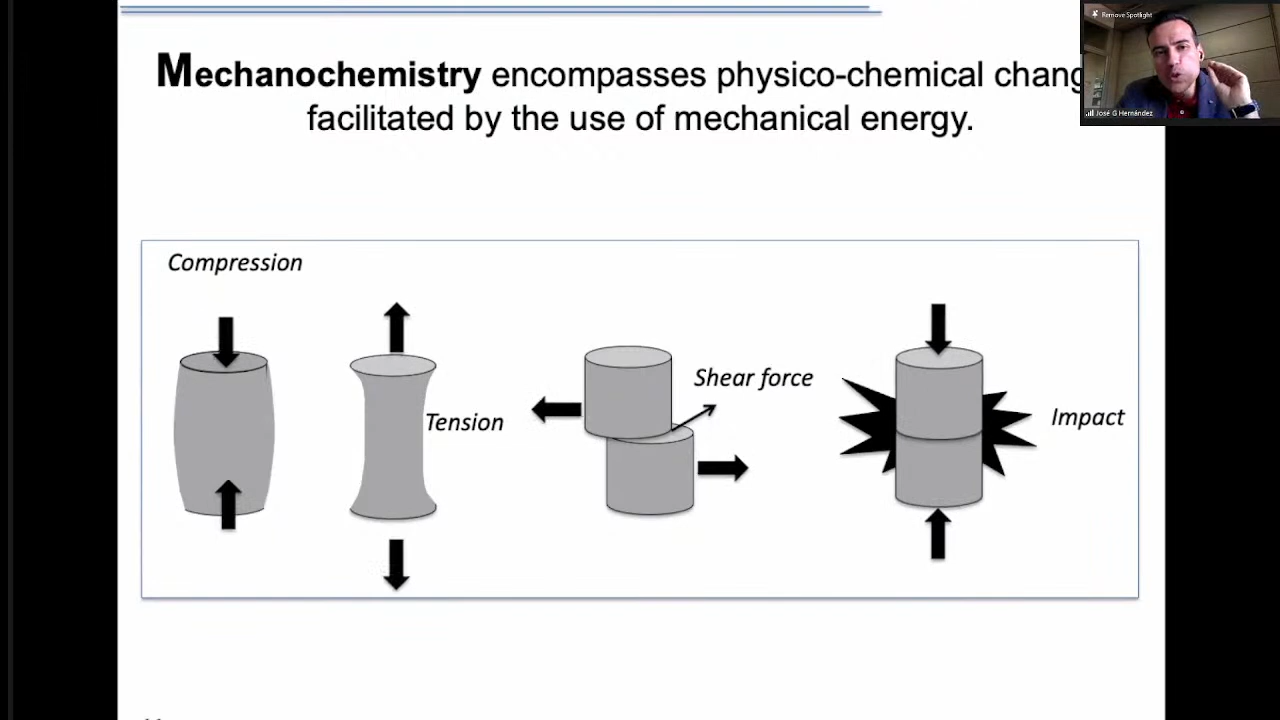 Mechanochemistry encompasses physico-chemical chang
facilitated by the use of mechanical energy.
Remove Spotlight
José G Hernández
Compression
Tension
Shear force
Impact